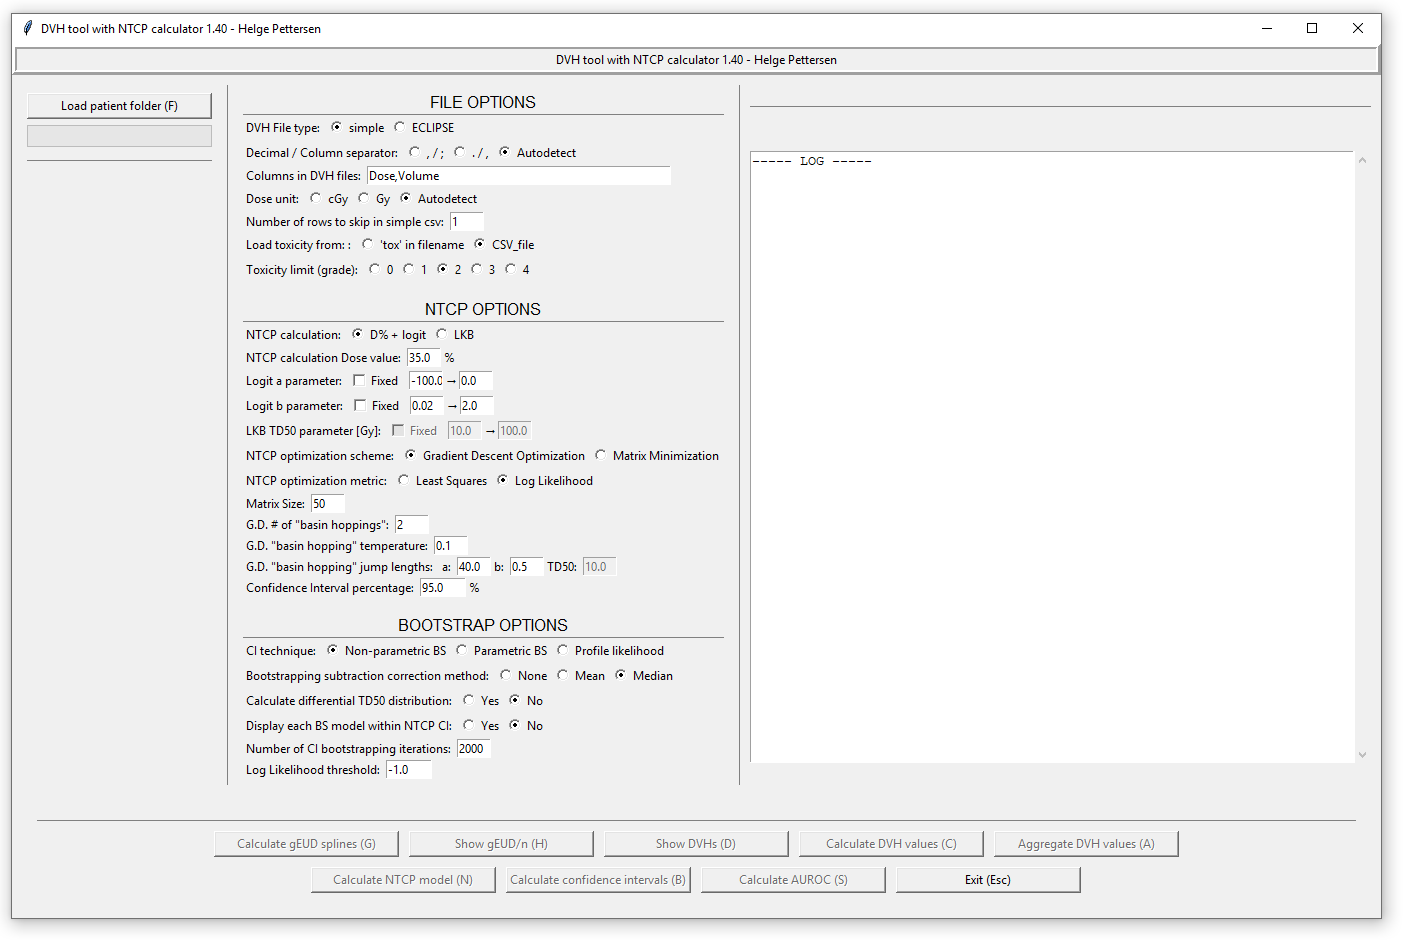 DVH tool with NTCP calculator 1.40 - Helge Pettersen
DVH tool with NTCP calculator 1.40 - Helge Pettersen
Load patient folder (F)
FILE OPTIONS
DVH File type: simple ECLIPSE
Decimal / Column separator: , / ; . / , Autodetect
Columns in DVH files: Dose,Volume
Dose unit: cGy Gy Autodetect
Number of rows to skip in simple csv: 1
Load toxicity from: : 'tox' in filename CSV_file
Toxicity limit (grade): 0 1 2 3 4
NTCP OPTIONS
NTCP calculation: D% + logit LKB
NTCP calculation Dose value: 35.0 %
Logit a parameter: Fixed -100.0 → 0.0
Logit b parameter: Fixed 0.02 → 2.0
LKB TD50 parameter [Gy]: Fixed 10.0 → 100.0
NTCP optimization scheme: Gradient Descent Optimization Matrix Minimization
NTCP optimization metric: Least Squares Log Likelihood
Matrix Size: 50
G.D. # of "basin hoppings": 2
G.D. "basin hopping" temperature: 0.1
G.D. "basin hopping" jump lengths: a: 40.0 b: 0.5 TD50: 10.0
Confidence Interval percentage: 95.0 %
BOOTSTRAP OPTIONS
CI technique: Non-parametric BS Parametric BS Profile likelihood
Bootstrapping subtraction correction method: None Mean Median
Calculate differential TD50 distribution: Yes No
Display each BS model within NTCP CI: Yes No
Number of CI bootstrapping iterations: 2000
Log Likelihood threshold: -1.0
----- LOG -----
Calculate gEUD splines (G) Show gEUD/n (H) Show DVHs (D) Calculate DVH values (C) Aggregate DVH values (A)
Calculate NTCP model (N) Calculate confidence intervals (B) Calculate AUROC (S) Exit (Esc)